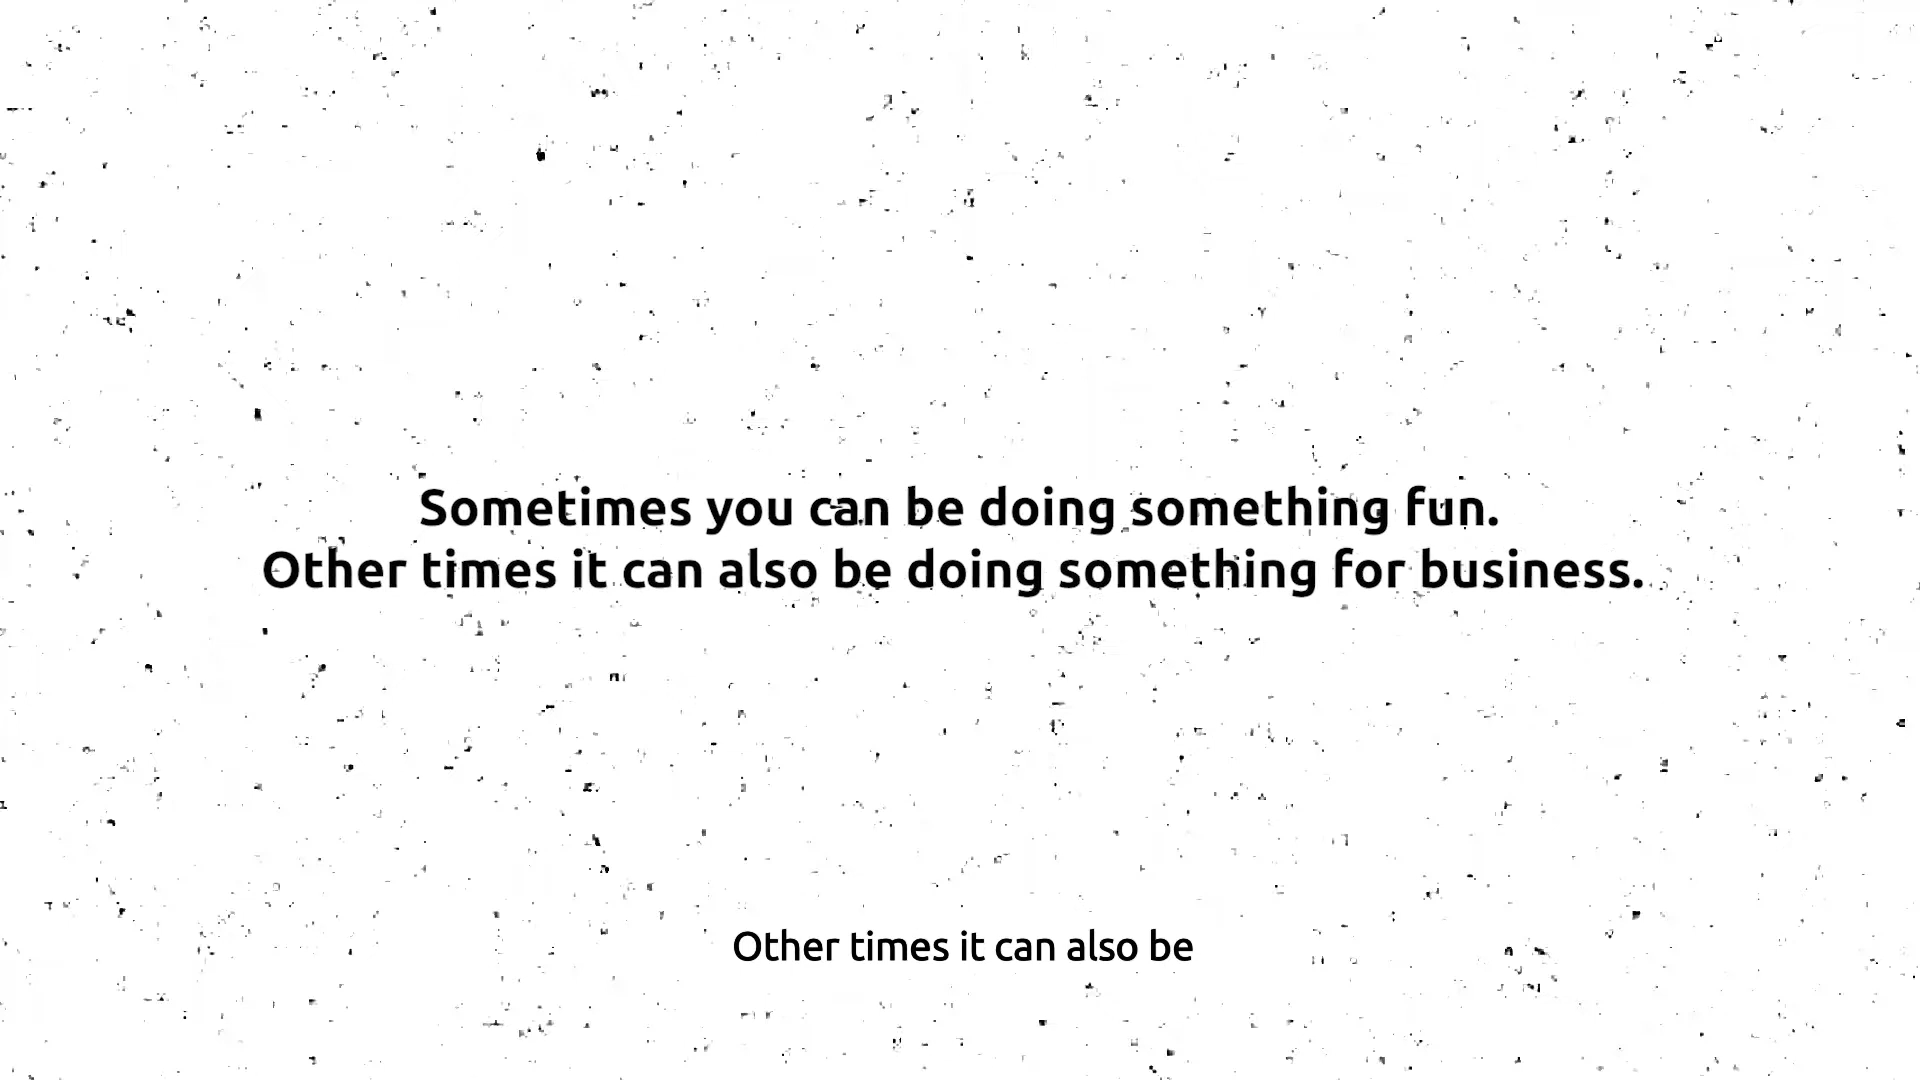 Sometimes you can be doing something fun.
Other times it can also be doing something for business.
Other times it can also be